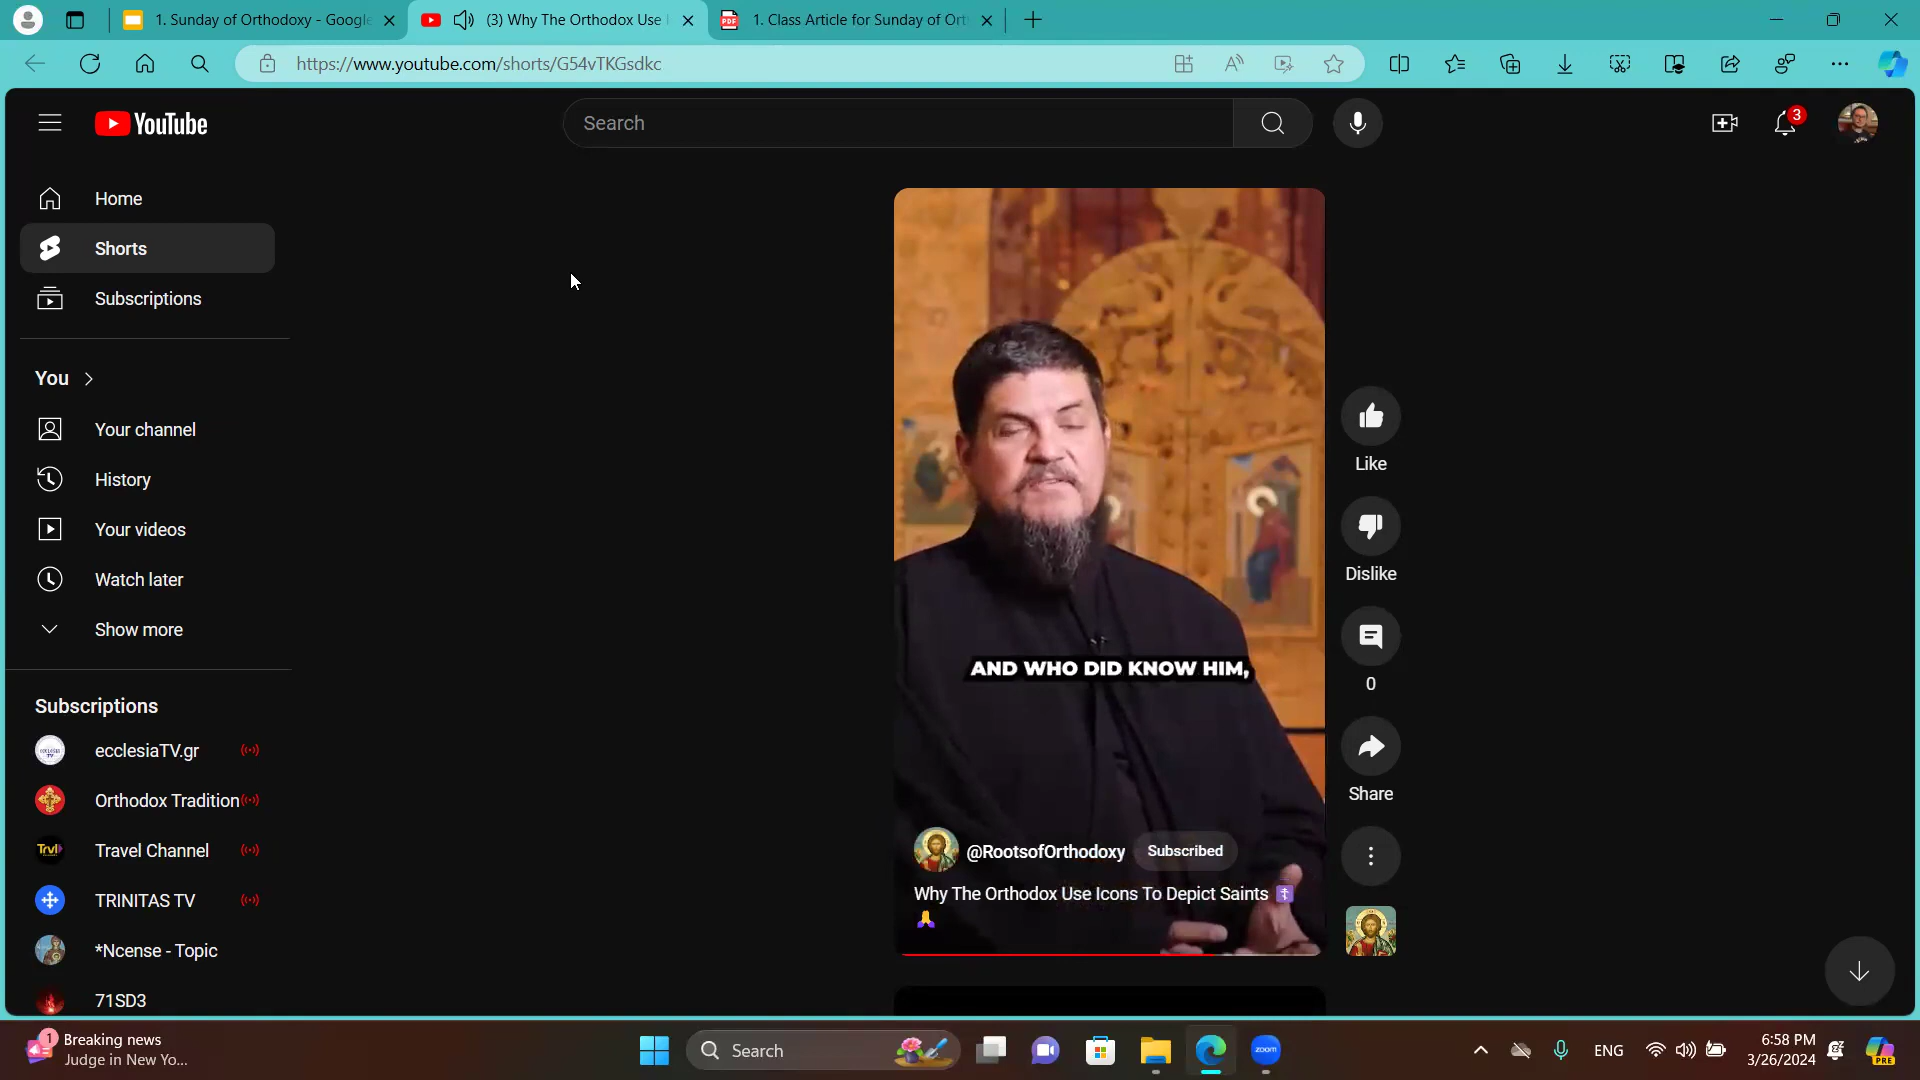 1. Sunday of Orthodoxy - Google
(3) Why The Orthodox Use
1. Class Article for Sunday of Ort
https://www.youtube.com/shorts/G54vTKGsdkc
YouTube
Search
3
Home
Shorts
Subscriptions
You
Your channel
History
Your videos
Watch later
Show more
Subscriptions
ecclesiaTV.gr
Orthodox Tradition
Trvl
Travel Channel
TRINITAS TV
*Ncense - Topic
71SD3
AND WHO DID KNOW HIM,
@RootsofOrthodoxy
Subscribed
Why The Orthodox Use Icons To Depict Saints ☦️
🙏
Like
Dislike
0
Share
1
Breaking news
Judge in New Yo...
Search
zoom
ENG
6:58 PM
3/26/2024
PRE